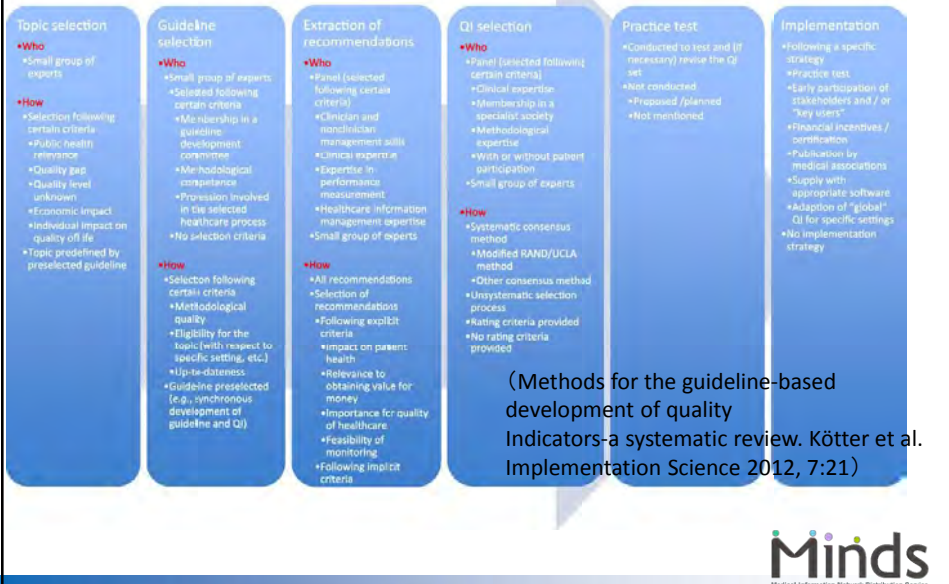 Topic selection
•Who
•Small group of
experts
•How
•Selection following
certain criteria
•Public health
relevance
•Quality gap
•Quality level
unknown
•Economic impact
•Individual impact on
quality of life
•Topic predefined by
preselected guideline
Guideline
selection
•Who
•Small group of experts
•Selected following
certain criteria
•Membership in a
guideline
development
committee
•Methodological
competence
•Profession involved
in the selected
healthcare process
•No selection criteria
•How
•Selection following
certain criteria
•Methodological
quality
•Eligibility for the
topic (with respect to
specific setting, etc.)
•Up-to-dateness
•Guideline preselected
(e.g., synchronous
development of
guideline and QI)
Extraction of
recommendations
•Who
•Panel (selected
following certain
criteria)
•Clinician and
nonclinician
management skills
•Clinical expertise
•Expertise in
performance
measurement
•Healthcare information
management expertise
•Small group of experts
•How
•All recommendations
•Selection of
recommendations
•Following explicit
criteria
•Impact on patient
health
•Relevance to
obtaining value for
money
•Importance for quality
of healthcare
•Feasibility of
monitoring
•Following implicit
criteria
QI selection
•Who
•Panel (selected following
certain criteria)
•Clinical expertise
•Membership in a
specialist society
•Methodological
expertise
•With or without patient
participation
•Small group of experts
•How
•Systematic consensus
method
•Modified RAND/UCLA
method
•Other consensus method
•Unsystematic selection
process
•Rating criteria provided
•No rating criteria
provided
Practice test
•Conducted to test and (if
necessary) revise the QI
set
•Not conducted
•Proposed /planned
•Not mentioned
Implementation
•Following a specific
strategy
•Practice test
•Early participation of
stakeholders and / or
"key users"
•Financial incentives /
certification
•Publication by
medical associations
•Supply with
appropriate software
•Adaption of "global"
QI for specific settings
•No implementation
strategy
（Methods for the guideline-based
development of quality
Indicators-a systematic review. Kötter et al.
Implementation Science 2012, 7:21）
Minds
Medical Information Network Distribution Service